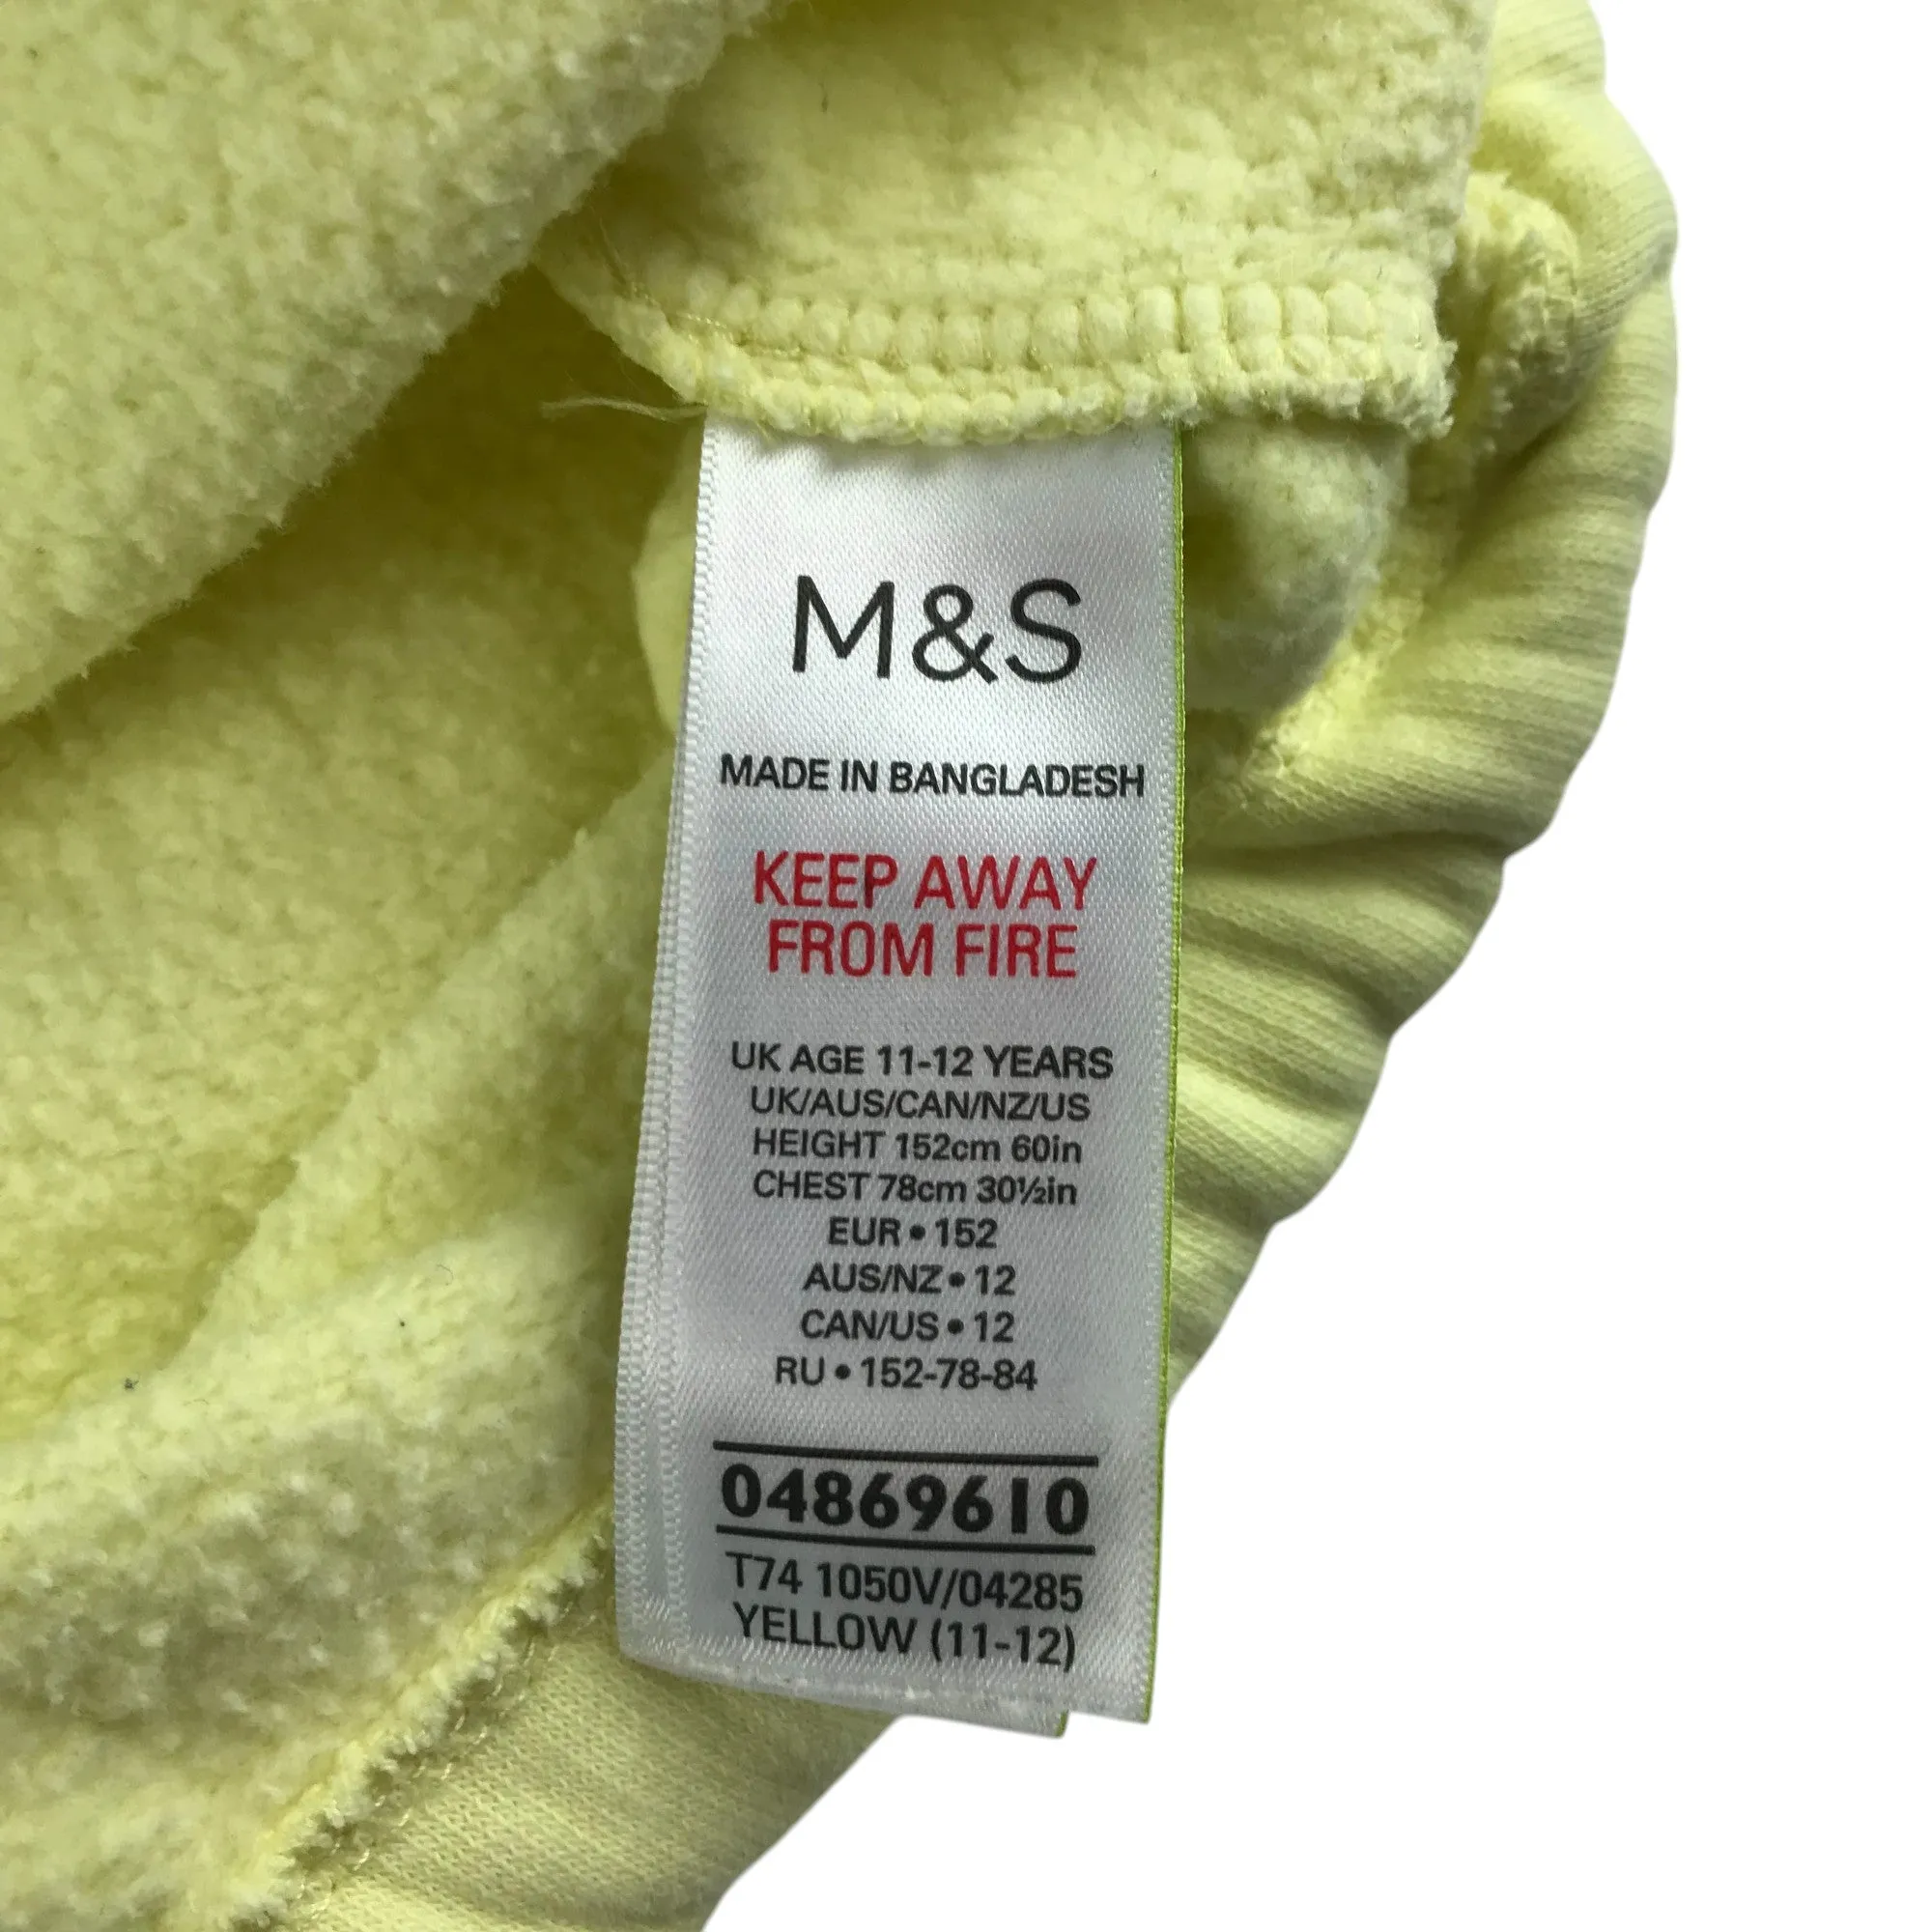 M&S
MADE IN BANGLADESH
KEEP AWAY
FROM FIRE
UK AGE 11-12 YEARS
UK/AUS/CAN/NZ/US
HEIGHT 152cm 60in
CHEST 78cm 30½in
EUR • 152
AUS/NZ • 12
CAN/US • 12
RU • 152-78-84
04869610
T74 1050V/04285
YELLOW (11-12)